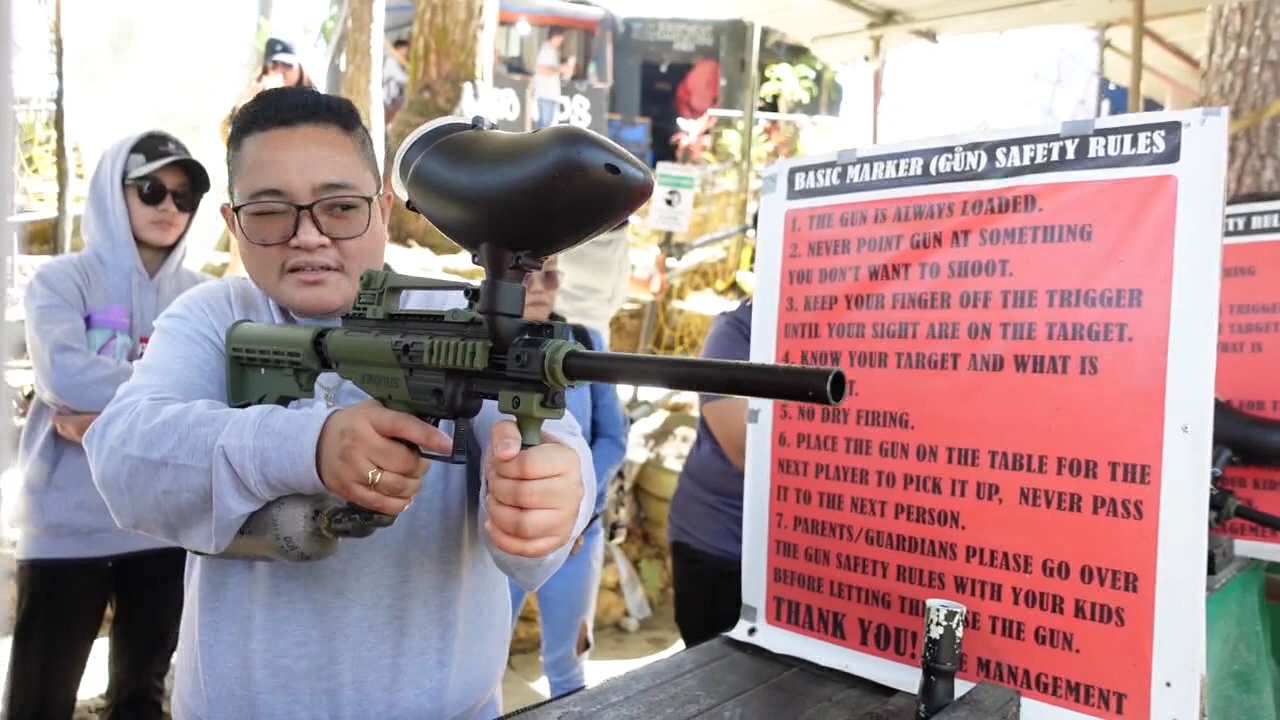 BASIC MARKER (GUN) SAFETY RULES
1. THE GUN IS ALWAYS LOADED.
2. NEVER POINT GUN AT SOMETHING
YOU DON'T WANT TO SHOOT.
3. KEEP YOUR FINGER OFF THE TRIGGER
UNTIL YOUR SIGHT ARE ON THE TARGET.
4. KNOW YOUR TARGET AND WHAT IS
T.
5. NO DRY FIRING.
6. PLACE THE GUN ON THE TABLE FOR THE
NEXT PLAYER TO PICK IT UP, NEVER PASS
IT TO THE NEXT PERSON.
7. PARENTS/GUARDIANS PLEASE GO OVER
THE GUN SAFETY RULES WITH YOUR KIDS
BEFORE LETTING SE THE GUN.
THANK YOU!
MANAGEMENT